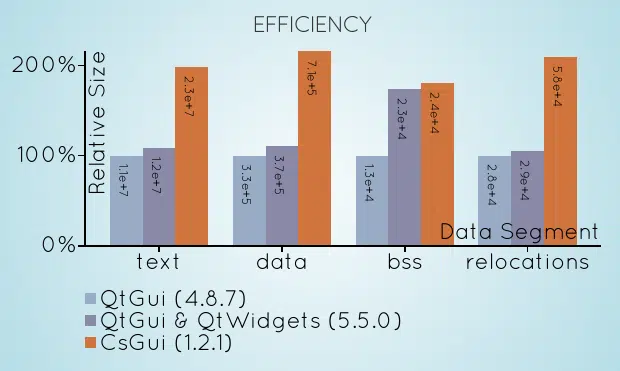 EFFICIENCY
Relative Size
200%
100%
0%
1.1e+7
1.2e+7
2.3e+7
3.3e+5
3.7e+5
7.1e+5
1.3e+4
2.3e+4
2.4e+4
2.8e+4
2.9e+4
5.8e+4
Data Segment
text data bss relocations
QtGui (4.8.7)
QtGui & QtWidgets (5.5.0)
CsGui (1.2.1)